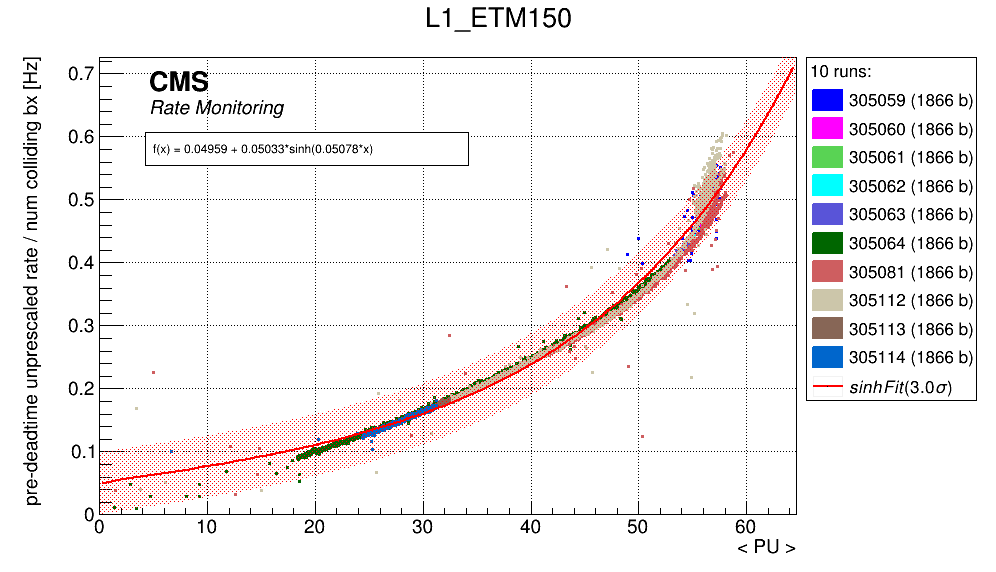 L1_ETM150
pre-deadtime unprescaled rate / num colliding bx [Hz]
0.7
0.6
0.5
0.4
0.3
0.2
0.1
0
CMS
Rate Monitoring
f(x) = 0.04959 + 0.05033*sinh(0.05078*x)
0 10 20 30 40 50 60
< PU >
10 runs:
305059 (1866 b)
305060 (1866 b)
305061 (1866 b)
305062 (1866 b)
305063 (1866 b)
305064 (1866 b)
305081 (1866 b)
305112 (1866 b)
305113 (1866 b)
305114 (1866 b)
sinhFit(3.0σ)